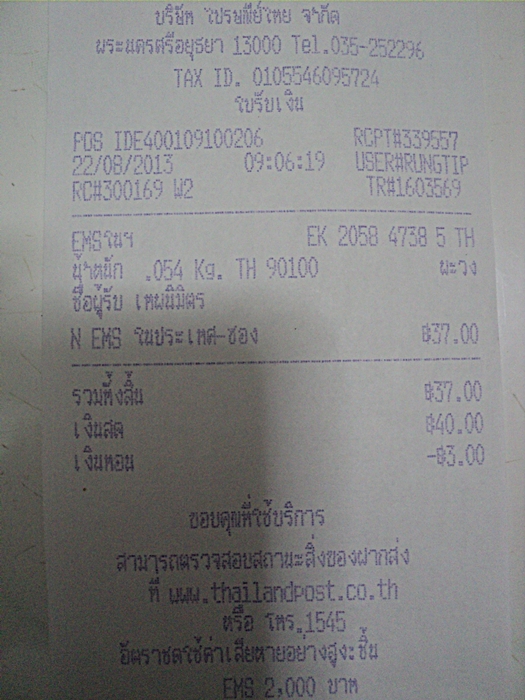 บริษัท ไปรษณีย์ไทย จำกัด
พระนครศรีอยุธยา 13000 Tel.035-252296
TAX ID. 0105546095724
ใบรับเงิน
POS IDE400109100206 RCPT#339557
22/08/2013 09:06:19 USER#RUNGTIP
RC#300169 W2 TR#1603569
EMSในฯ EK 2058 4738 5 TH
น้ำหนัก .054 Kg. TH 90100 ผะวง
ชื่อผู้รับ เทพนิมิตร
N EMS ในประเทศ-ซอง ฿37.00
รวมทั้งสิ้น ฿37.00
เงินสด ฿40.00
เงินทอน -฿3.00
ขอบคุณที่ใช้บริการ
สามารถตรวจสอบสถานะสิ่งของฝากส่ง
ที่ www.thailandpost.co.th
หรือ โทร.1545
อัตราชดใช้ค่าเสียหายอย่างสูง:ชิ้น
EMS 2,000 บาท